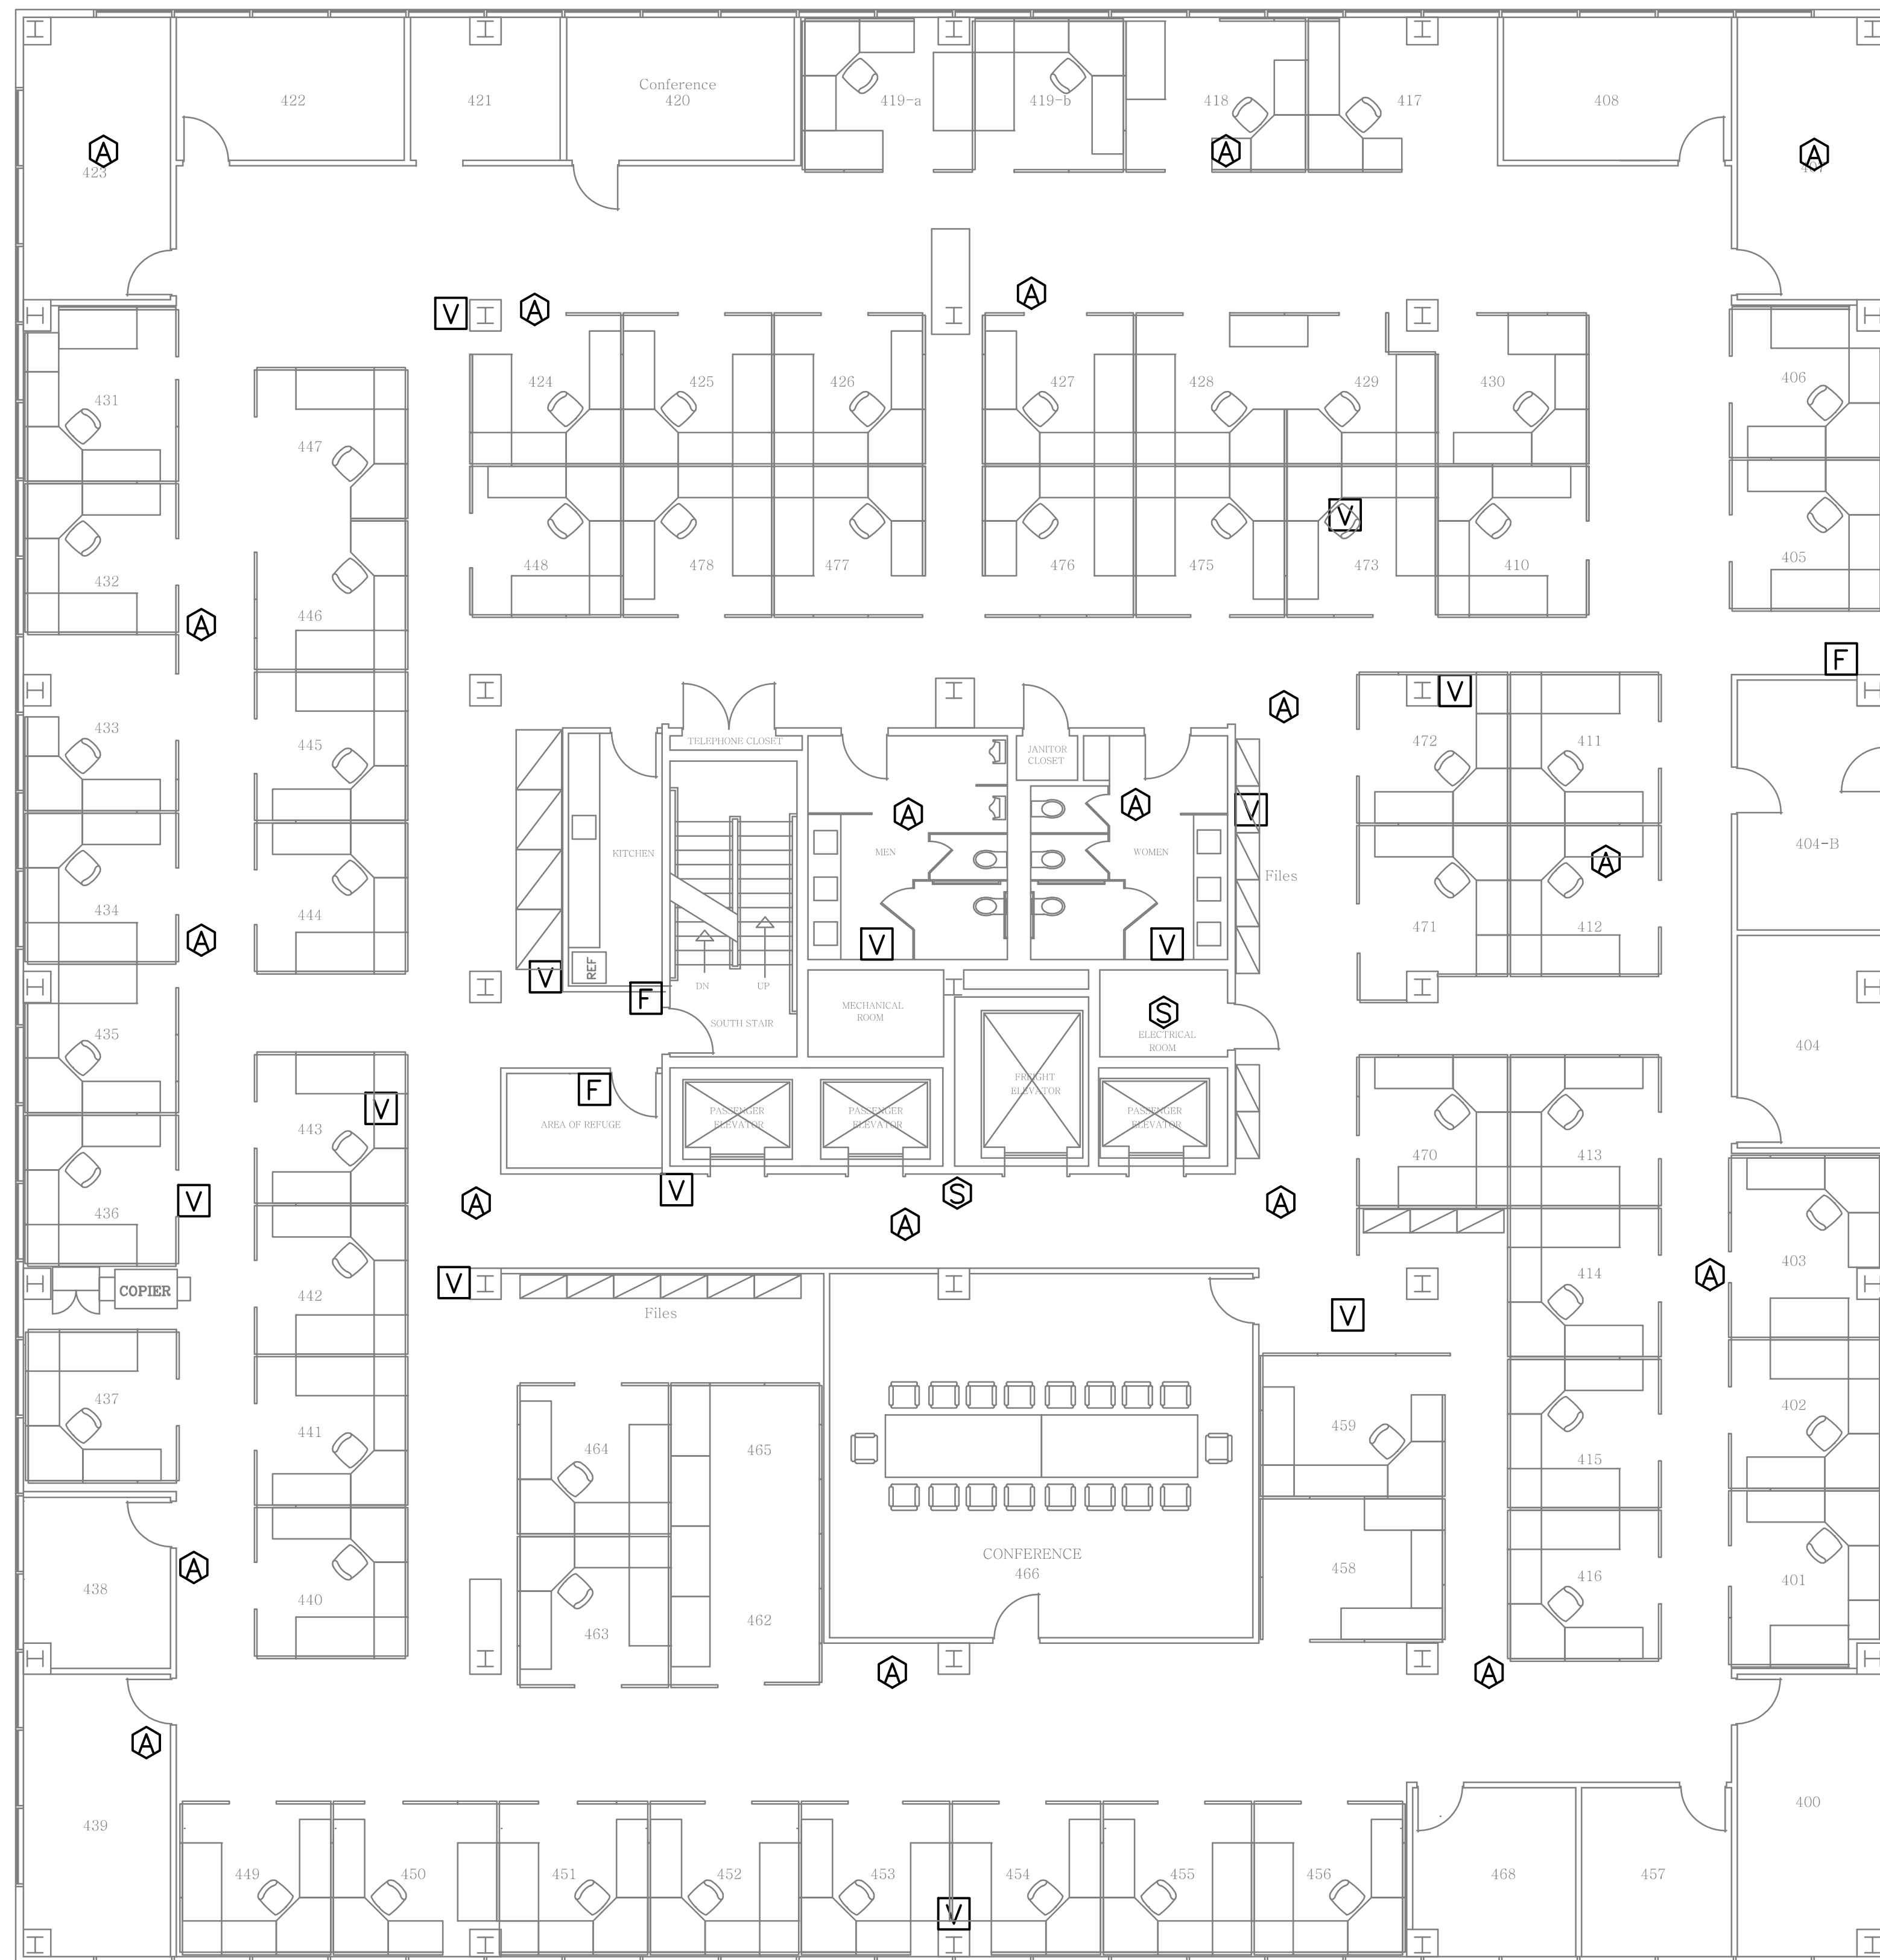 422
421
Conference
420
419-a
419-b
418
417
408
A
A
A
423
V
A
A
431
447
424
425
426
427
428
429
430
406
V
432
446
448
478
477
476
475
473
410
405
A
F
433
445
TELEPHONE CLOSET
JANITOR
CLOSET
A
V
472
411
A
A
V
KITCHEN
MEN
WOMEN
Files
A
404-B
434
444
A
471
412
V
V
REF
V
F
DN
UP
SOUTH STAIR
MECHANICAL
ROOM
S
ELECTRICAL
ROOM
435
404
F
V
443
AREA OF REFUGE
PASSENGER
ELEVATOR
PASSENGER
ELEVATOR
FREIGHT
ELEVATOR
PASSENGER
ELEVATOR
470
413
436
V
A
V
S
A
A
A
403
COPIER
442
V
Files
V
414
437
441
464
465
459
415
402
438
A
440
463
462
CONFERENCE
466
458
416
401
A
A
A
439
400
449
450
451
452
453
454
455
456
468
457
V